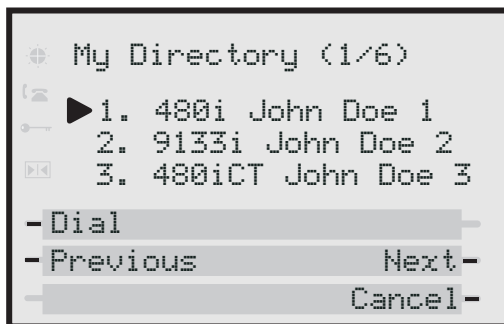 My Directory (1/6)
1. 480i John Doe 1
2. 9133i John Doe 2
3. 480iCT John Doe 3
Dial
Previous Next
Cancel